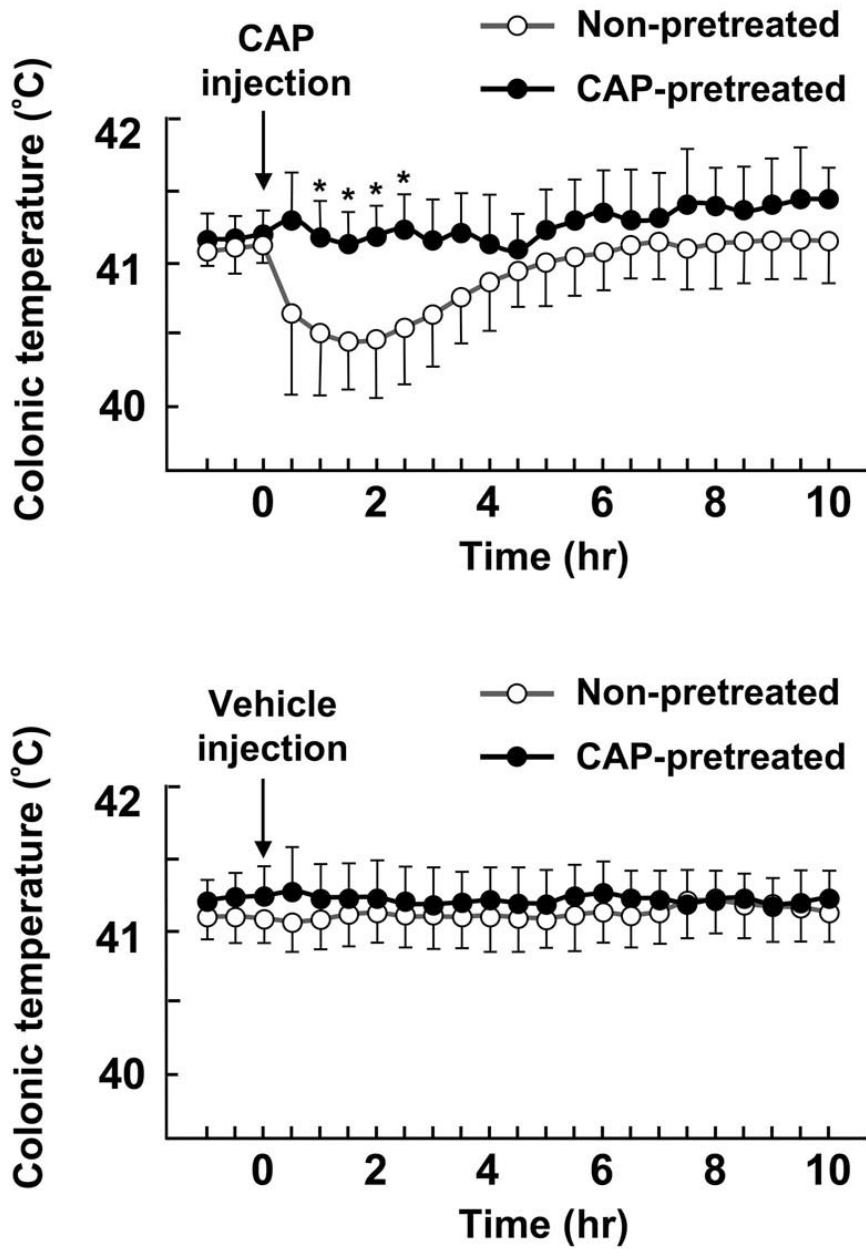 CAP
injection
Non-pretreated
CAP-pretreated
Colonic temperature (°C)
42
41
40
* * * *
0 2 4 6 8 10
Time (hr)
Vehicle
injection
Non-pretreated
CAP-pretreated
Colonic temperature (°C)
42
41
40
0 2 4 6 8 10
Time (hr)